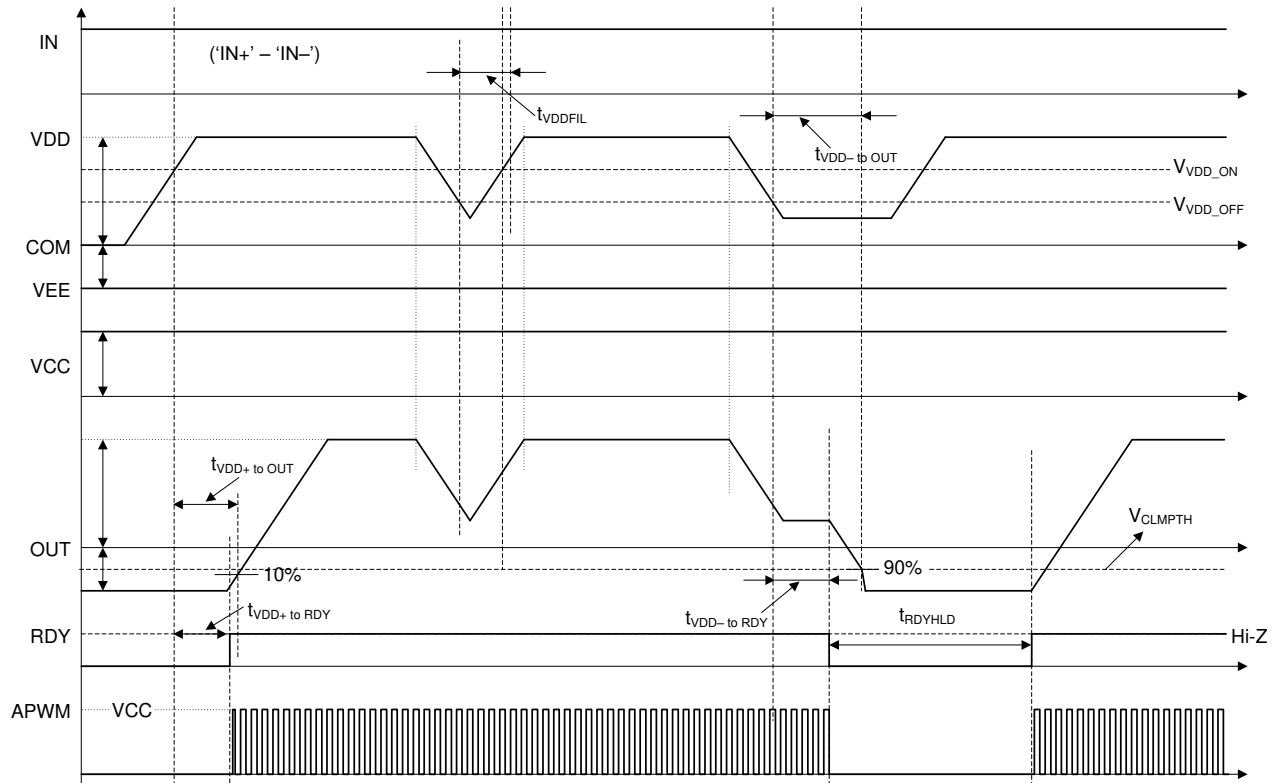 IN
('IN+' – 'IN–')
tVDDFIL
VDD
tVDD– to OUT
VVDD_ON
VVDD_OFF
COM
VEE
VCC
tVDD+ to OUT
VCLMPTH
OUT
10%
90%
tVDD+ to RDY
tVDD– to RDY
tRDYHLD
RDY
Hi-Z
APWM
VCC